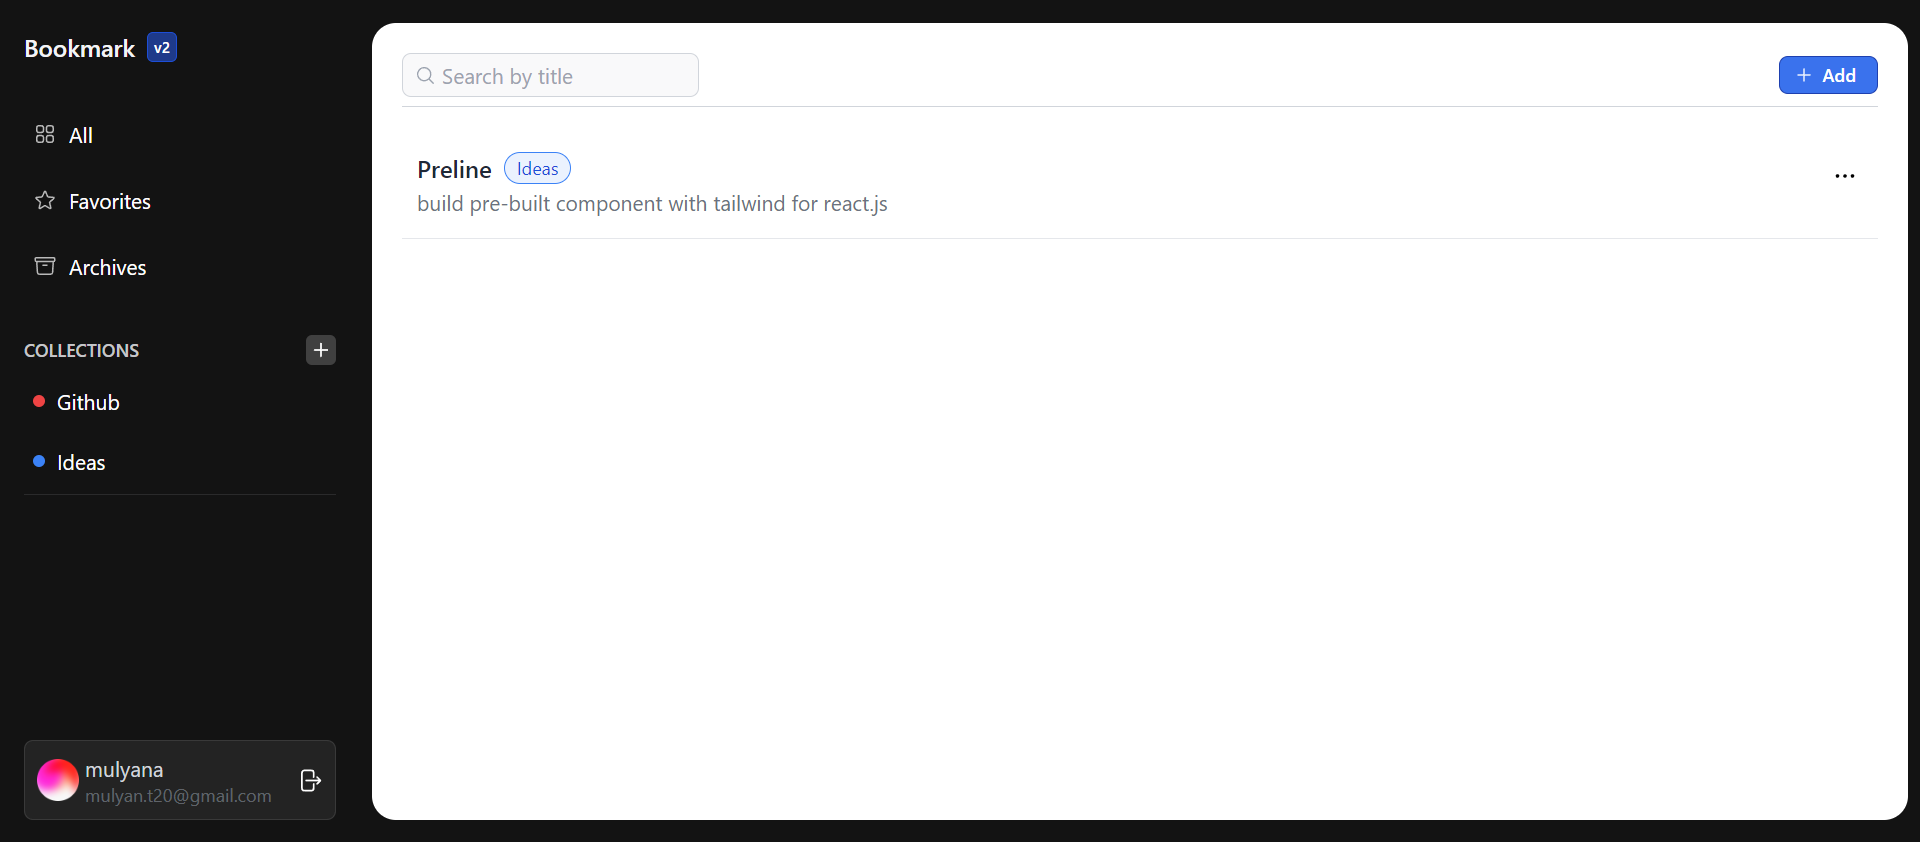 Bookmark v2
All
Favorites
Archives
COLLECTIONS
Github
Ideas
mulyana
mulyan.t20@gmail.com
Search by title
Add
Preline Ideas
build pre-built component with tailwind for react.js